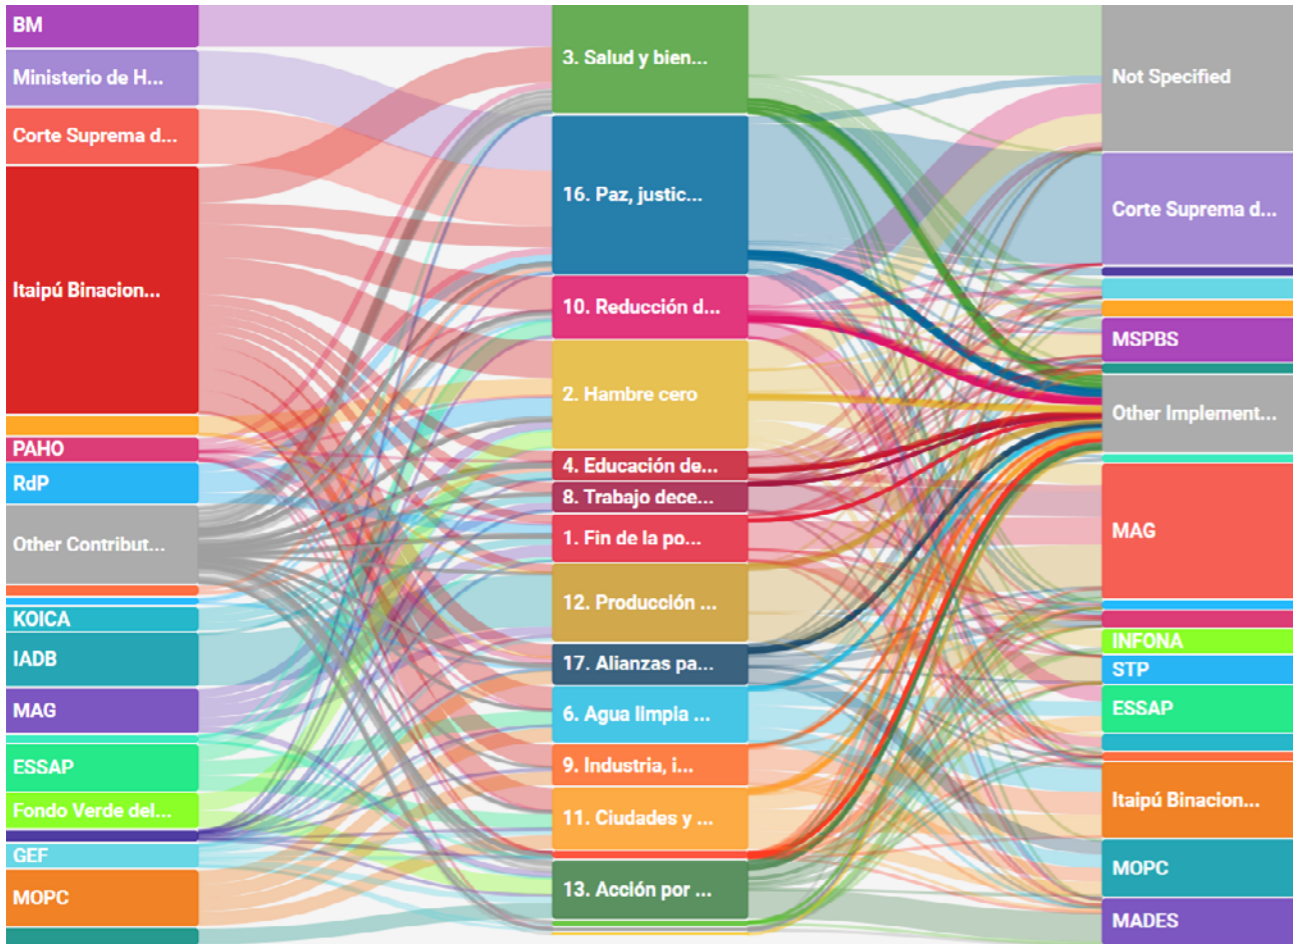 BM
Ministerio de H...
Corte Suprema d...
Itaipú Binacion...
PAHO
RdP
Other Contribut...
KOICA
IADB
MAG
ESSAP
Fondo Verde del...
GEF
MOPC
3. Salud y bien...
16. Paz, justic...
10. Reducción d...
2. Hambre cero
4. Educación de...
8. Trabajo dece...
1. Fin de la po...
12. Producción ...
17. Alianzas pa...
6. Agua limpia ...
9. Industria, i...
11. Ciudades y ...
13. Acción por ...
Not Specified
Corte Suprema d...
MSPBS
Other Implement...
MAG
INFONA
STP
ESSAP
Itaipú Binacion...
MOPC
MADES